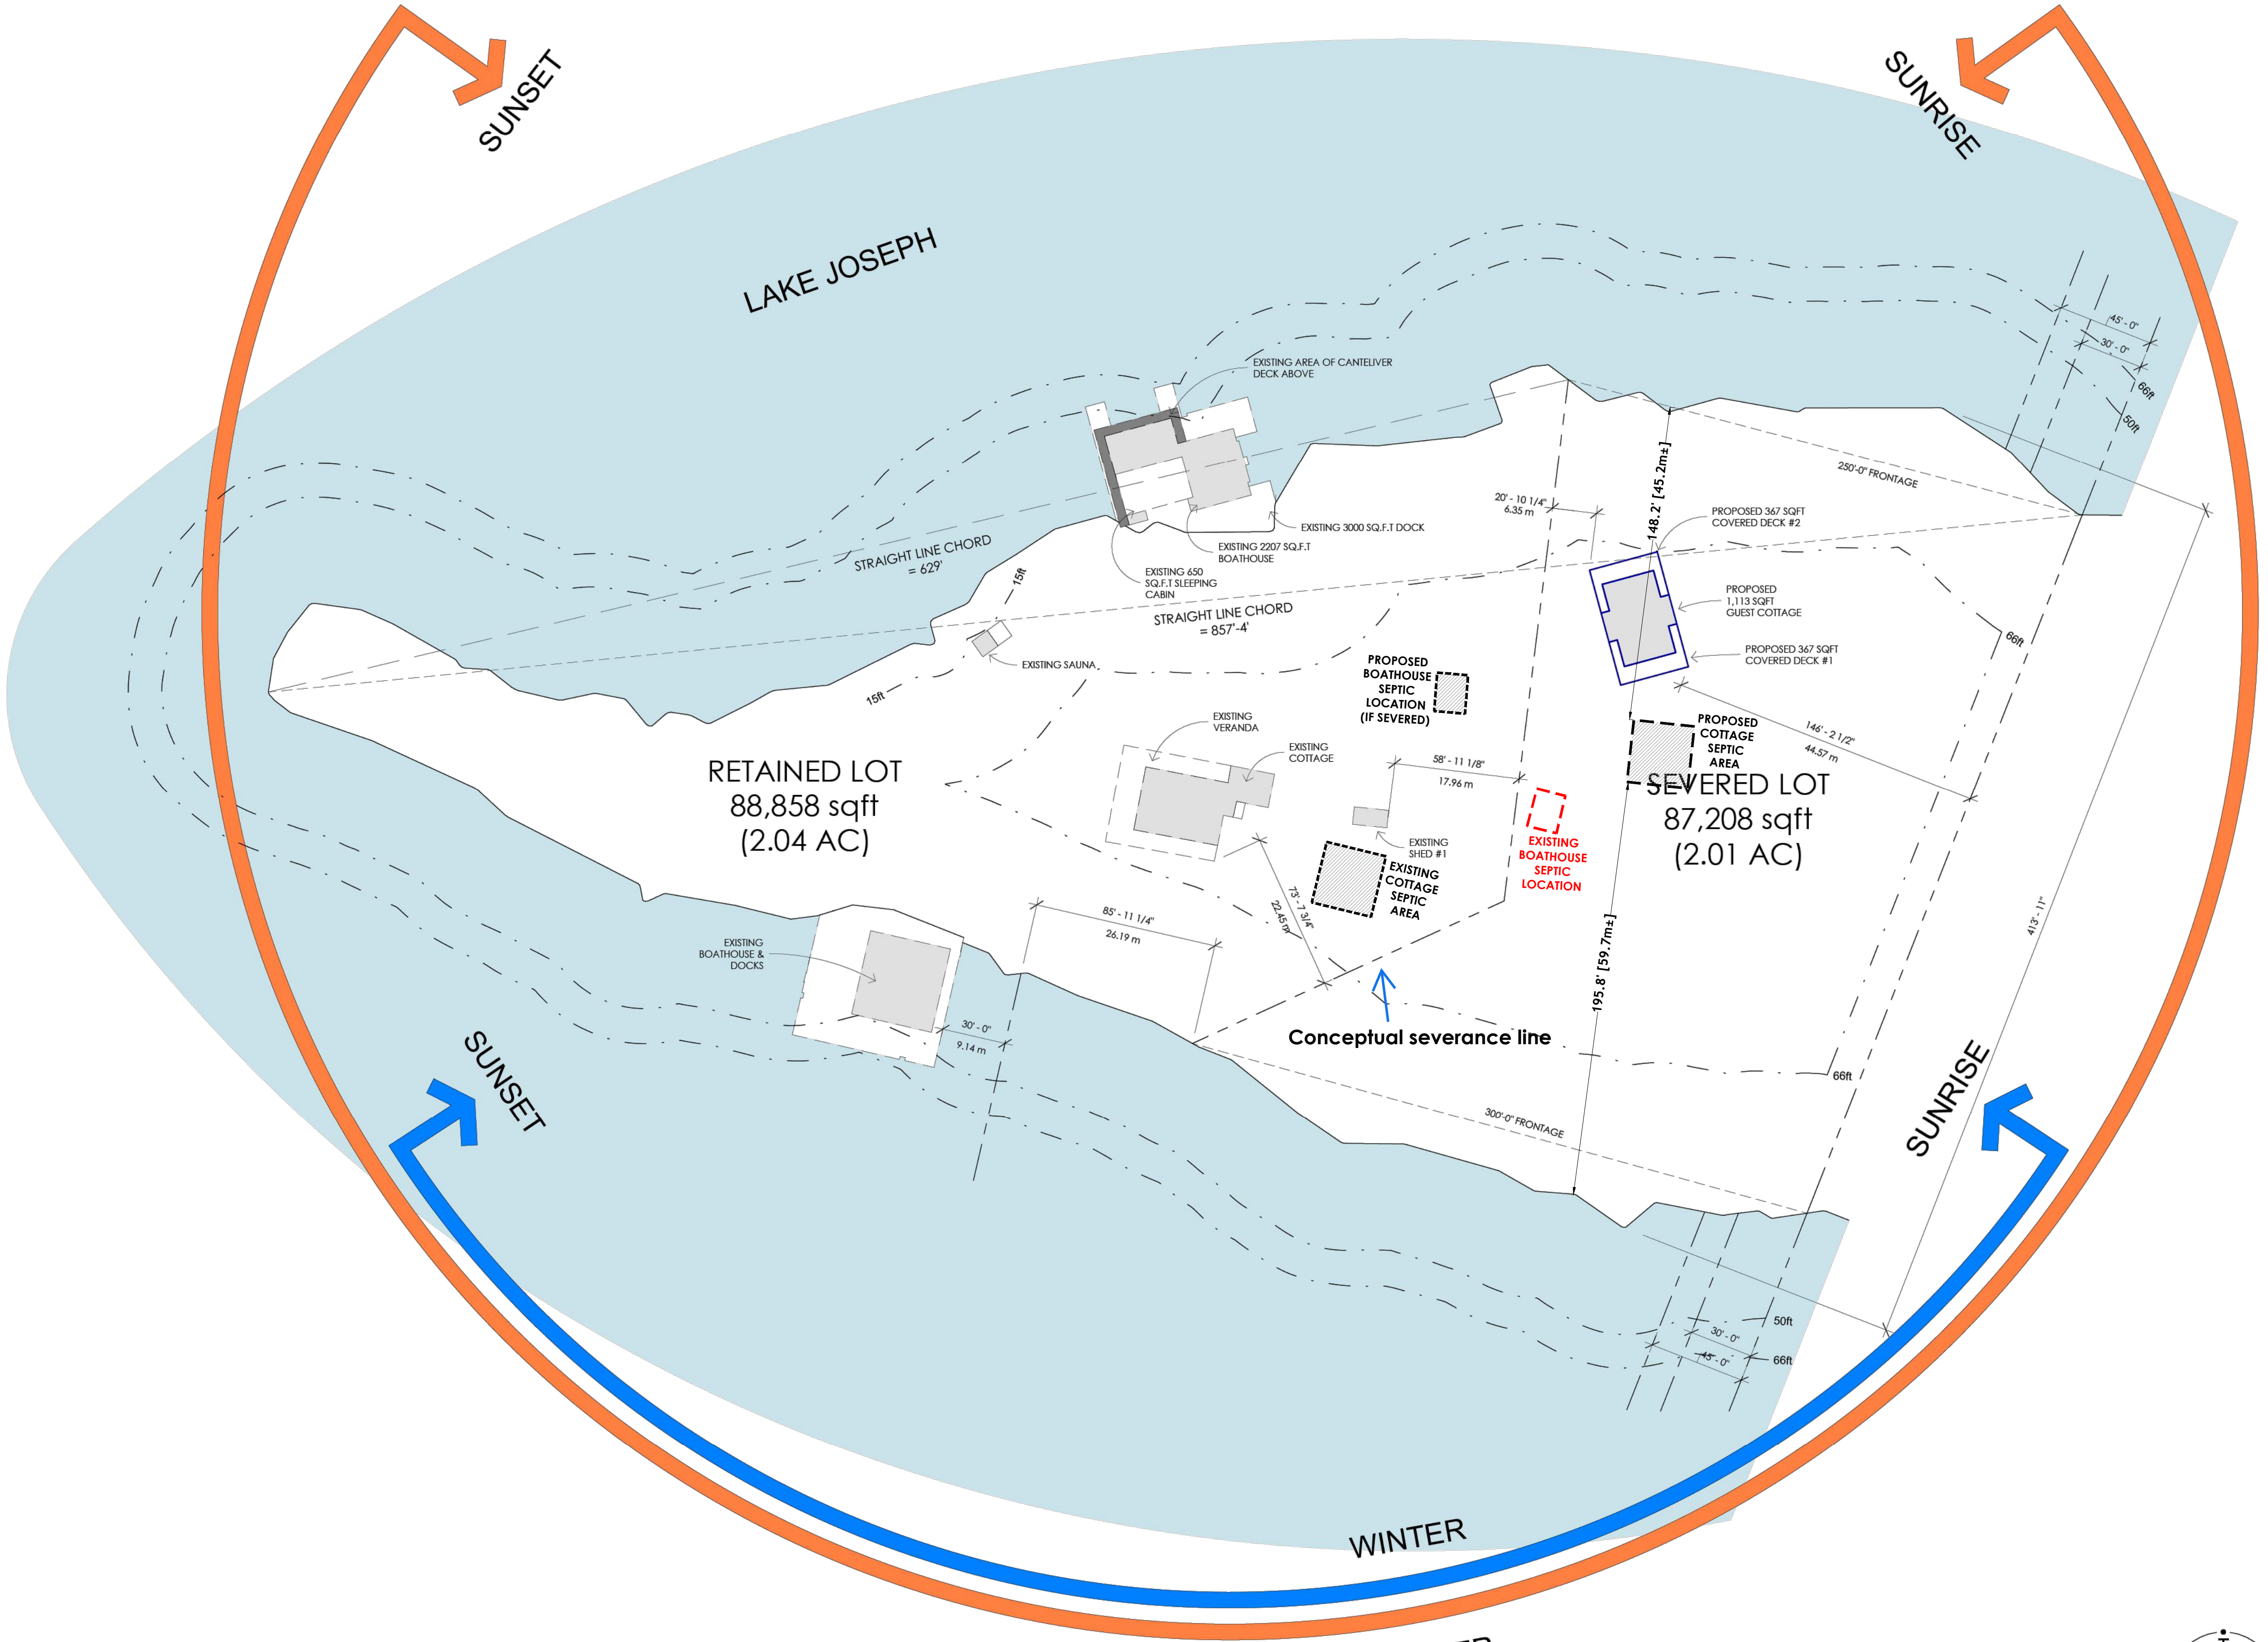 SUNSET
SUNRISE
LAKE JOSEPH
45' - 0"
30' - 0"
66ft
50ft
EXISTING AREA OF CANTELIVER
DECK ABOVE
250'-0" FRONTAGE
148.2' [45.2m±]
20' - 10 1/4"
6.35 m
PROPOSED 367 SQFT
COVERED DECK #2
EXISTING 3000 SQ.F.T DOCK
EXISTING 2207 SQ.F.T
BOATHOUSE
EXISTING 650
SQ.F.T SLEEPING
CABIN
STRAIGHT LINE CHORD
= 629'
15ft
STRAIGHT LINE CHORD
= 857'-4'
PROPOSED
1,113 SQFT
GUEST COTTAGE
66ft
PROPOSED 367 SQFT
COVERED DECK #1
EXISTING SAUNA
15ft
PROPOSED
BOATHOUSE
SEPTIC
LOCATION
(IF SEVERED)
EXISTING
VERANDA
EXISTING
COTTAGE
PROPOSED
COTTAGE
SEPTIC
AREA
146' - 2 1/2"
44.57 m
58' - 11 1/8"
17.96 m
RETAINED LOT
88,858 sqft
(2.04 AC)
SEVERED LOT
87,208 sqft
(2.01 AC)
EXISTING
SHED #1
EXISTING
BOATHOUSE
SEPTIC
LOCATION
EXISTING
COTTAGE
SEPTIC
AREA
73' - 7 3/4"
22.45 m
85' - 11 1/4"
26.19 m
413' - 11"
EXISTING
BOATHOUSE &
DOCKS
195.8' [59.7m±]
30' - 0"
9.14 m
Conceptual severance line
66ft
SUNSET
SUNRISE
300'-0" FRONTAGE
50ft
30' - 0"
66ft
45' - 0"
WINTER